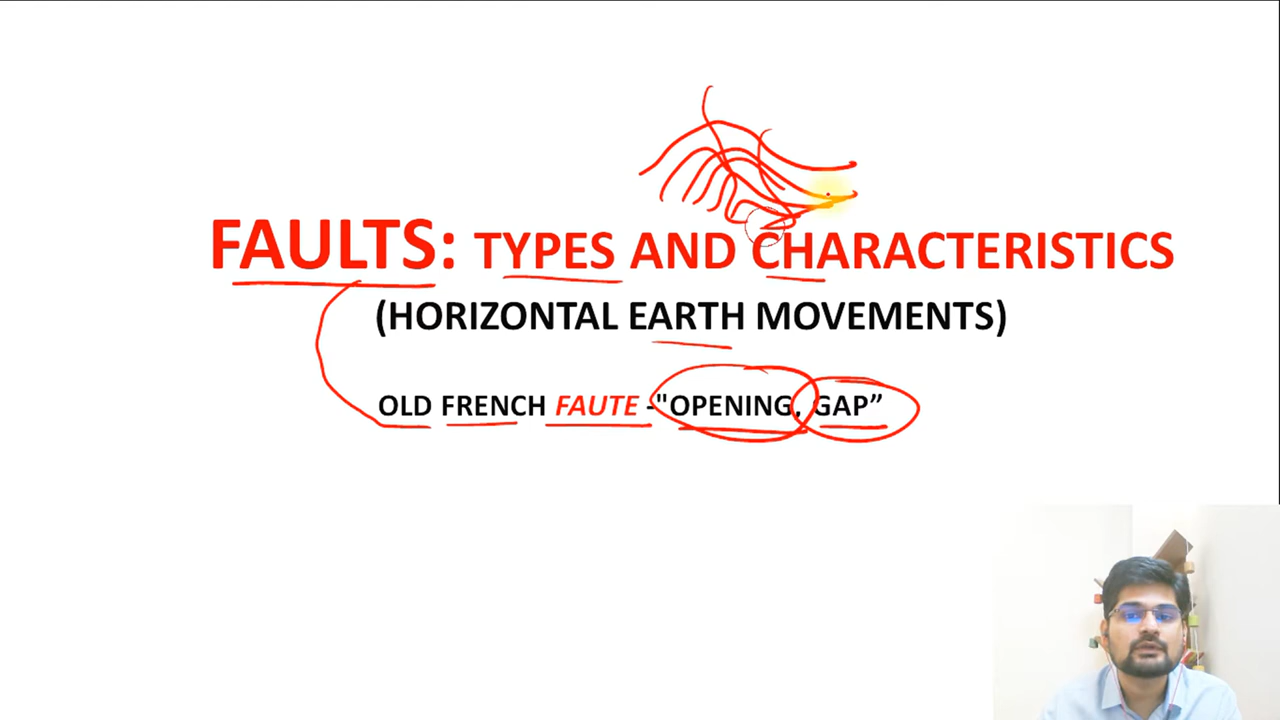 FAULTS: TYPES AND CHARACTERISTICS
(HORIZONTAL EARTH MOVEMENTS)
OLD FRENCH FAUTE -"OPENING, GAP”